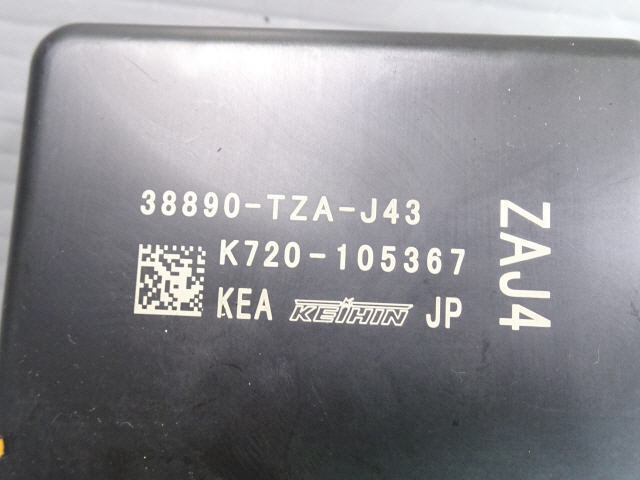 38890-TZA-J43
K720-105367
KEA KEIHIN JP
ZAJ4